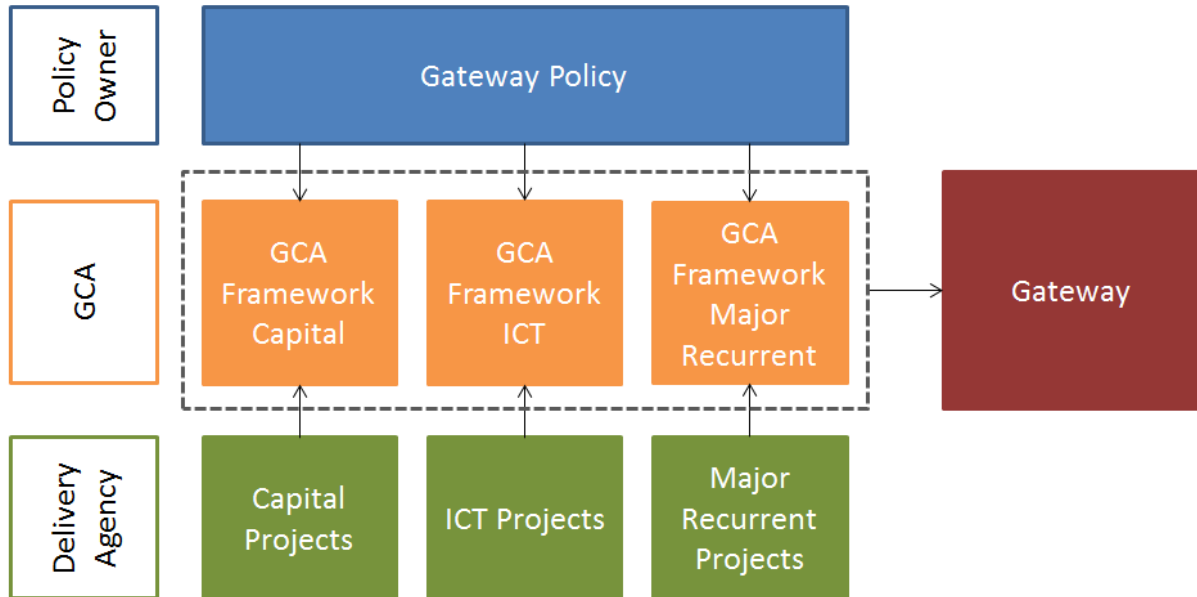 Policy
Owner
Gateway Policy
GCA
GCA
Framework
Capital
GCA
Framework
ICT
GCA
Framework
Major
Recurrent
Gateway
Delivery
Agency
Capital
Projects
ICT Projects
Major
Recurrent
Projects